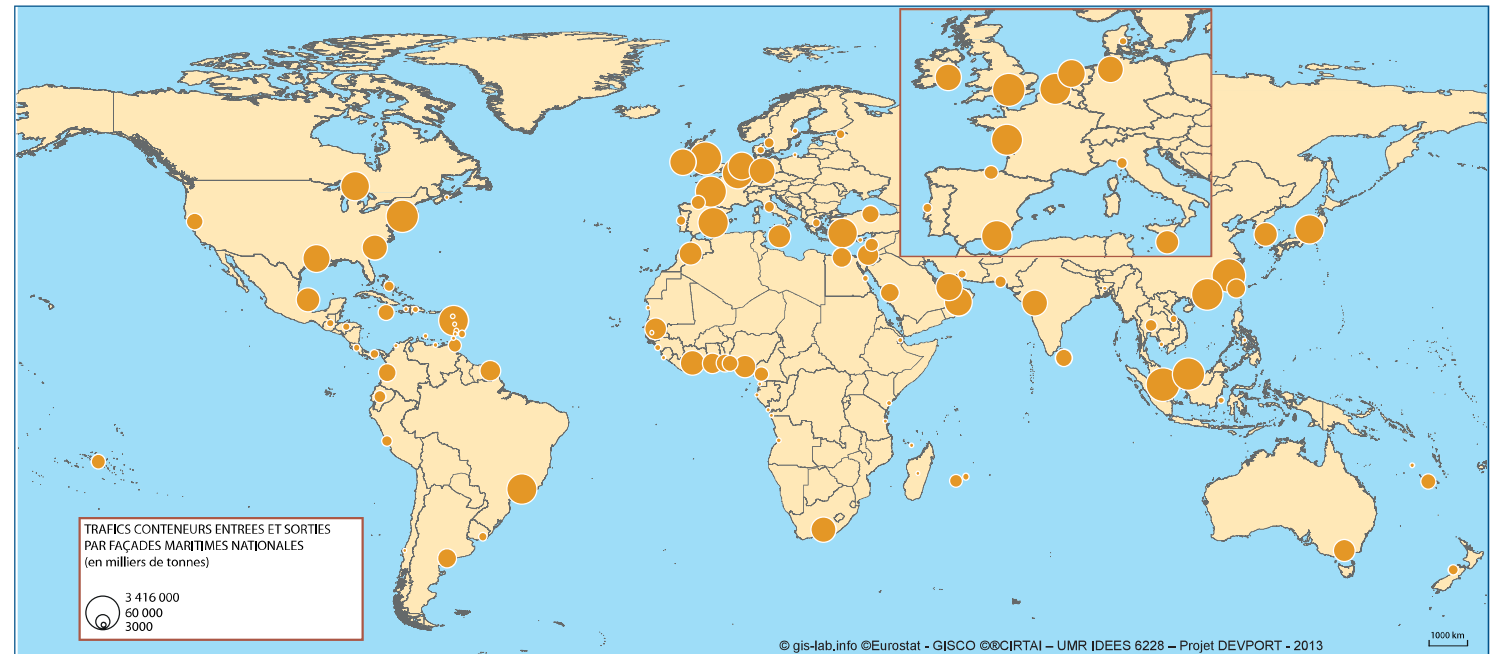 TRAFICS CONTENEURS ENTREES ET SORTIES
PAR FAÇADES MARITIMES NATIONALES
(en milliers de tonnes)
3 416 000
60 000
3000
© gis-lab.info ©Eurostat - GISCO ©®CIRTAI – UMR IDEES 6228 – Projet DEVPORT - 2013
1000 km